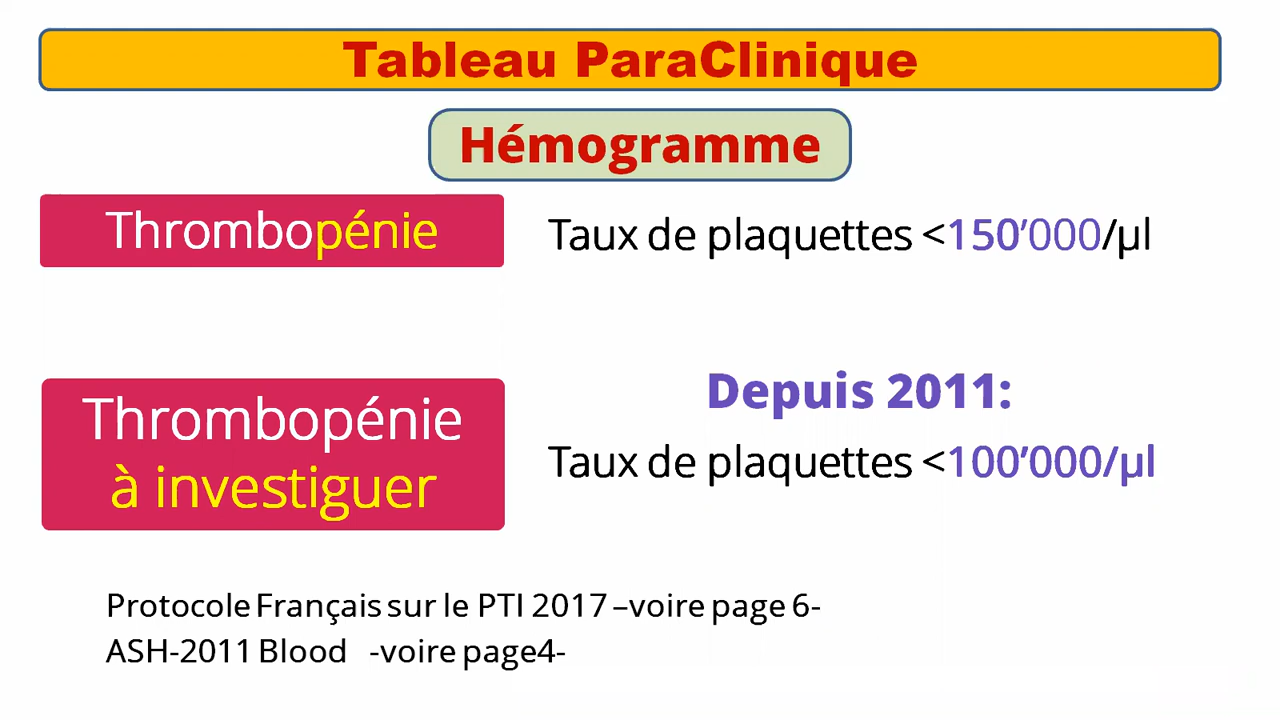 Tableau ParaClinique
Hémogramme
Thrombopénie
Taux de plaquettes <150’000/µl
Thrombopénie
à investiguer
Depuis 2011:
Taux de plaquettes <100’000/µl
Protocole Français sur le PTI 2017 –voire page 6-
ASH-2011 Blood -voire page4-